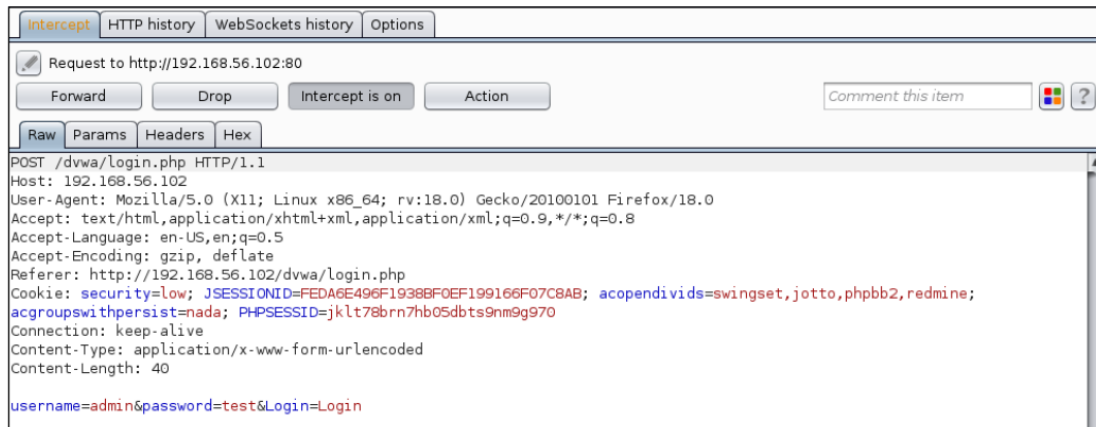 Intercept HTTP history WebSockets history Options
Request to http://192.168.56.102:80
Forward Drop Intercept is on Action Comment this item ?
Raw Params Headers Hex
POST /dvwa/login.php HTTP/1.1
Host: 192.168.56.102
User-Agent: Mozilla/5.0 (X11; Linux x86_64; rv:18.0) Gecko/20100101 Firefox/18.0
Accept: text/html,application/xhtml+xml,application/xml;q=0.9,*/*;q=0.8
Accept-Language: en-US,en;q=0.5
Accept-Encoding: gzip, deflate
Referer: http://192.168.56.102/dvwa/login.php
Cookie: security=low; JSESSIONID=FEDA6E496F1938BF0EF199166F07C8AB; acopendivids=swingset,jotto,phpbb2,redmine;
acgroupswithpersist=nada; PHPSESSID=jklt78brn7hb05dbts9nm9g970
Connection: keep-alive
Content-Type: application/x-www-form-urlencoded
Content-Length: 40
username=admin&password=test&Login=Login